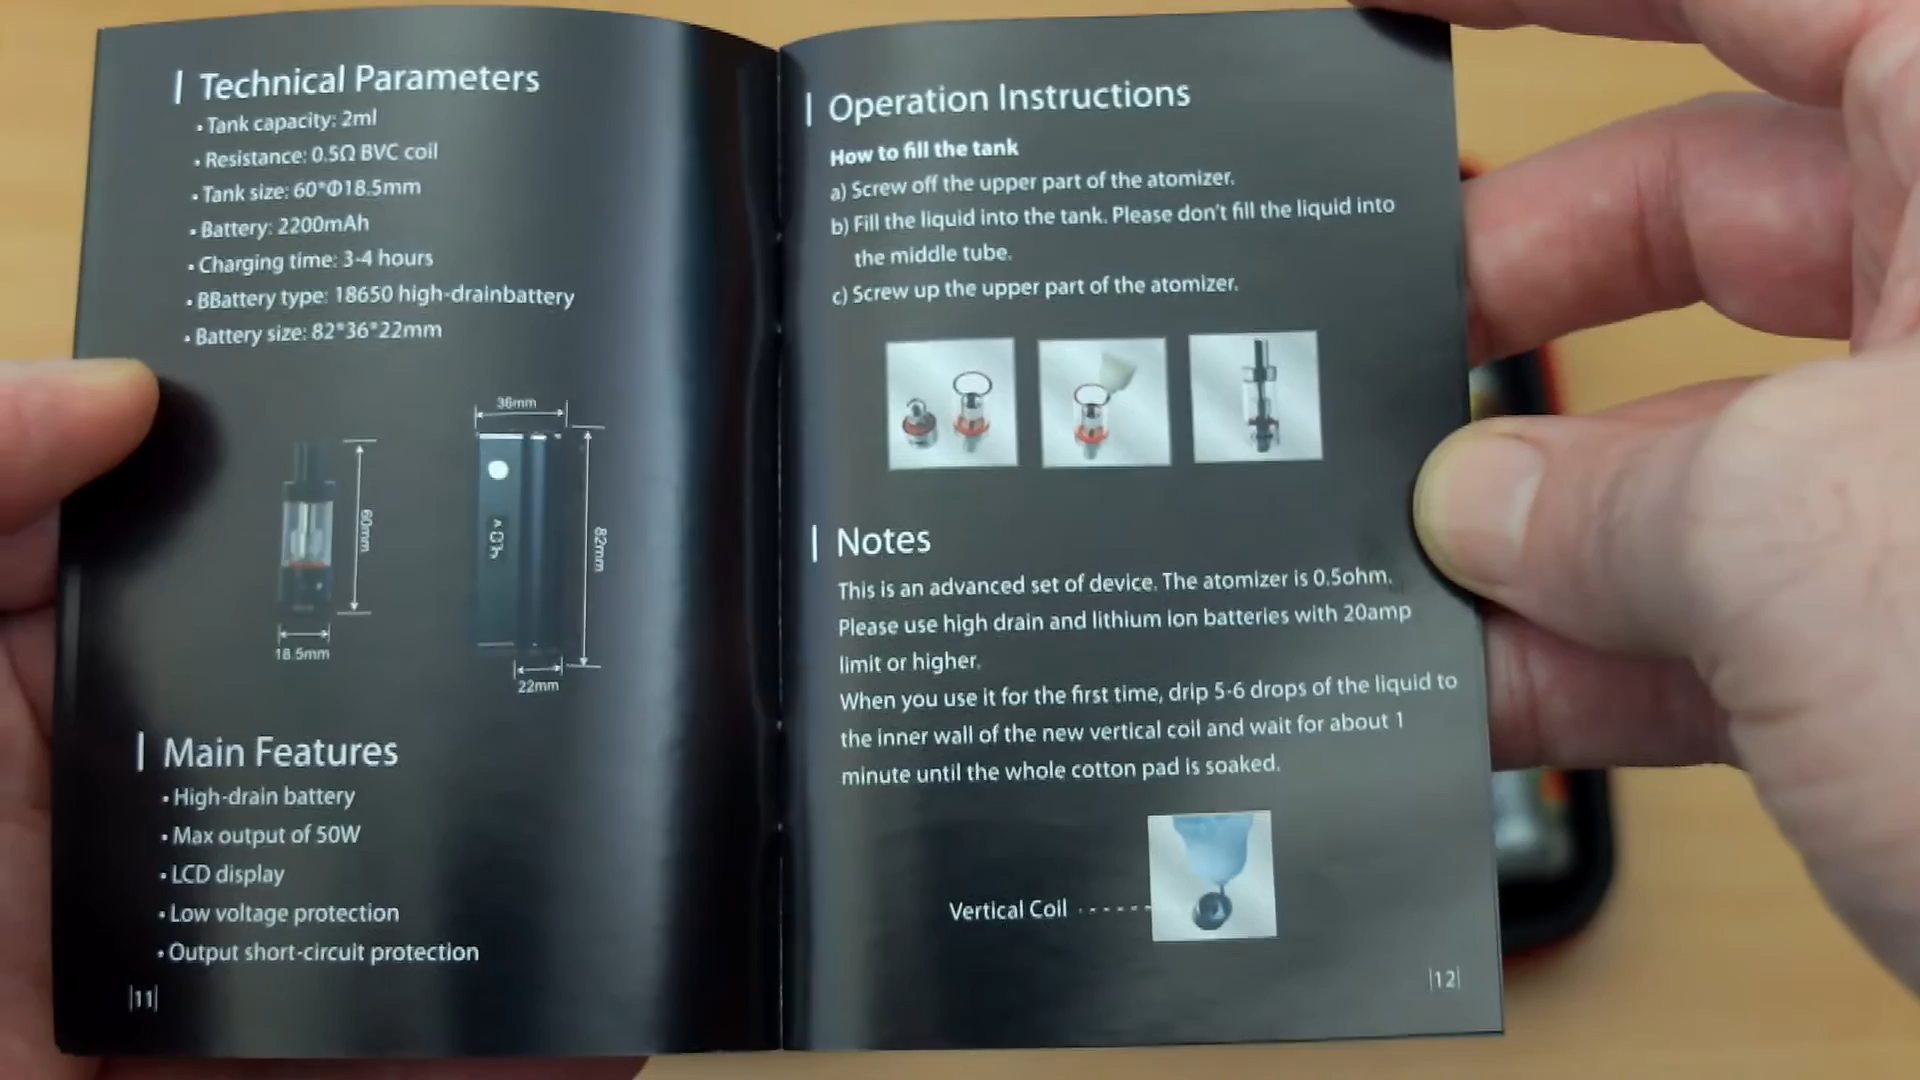 Technical Parameters
• Tank capacity: 2ml
• Resistance: 0.5Ω BVC coil
• Tank size: 60*Φ18.5mm
• Battery: 2200mAh
• Charging time: 3-4 hours
• BBattery type: 18650 high-drainbattery
• Battery size: 82*36*22mm
36mm
60mm
82mm
18.5mm
22mm
Main Features
• High-drain battery
• Max output of 50W
• LCD display
• Low voltage protection
• Output short-circuit protection
|11|
Operation Instructions
How to fill the tank
a) Screw off the upper part of the atomizer.
b) Fill the liquid into the tank. Please don't fill the liquid into
the middle tube.
c) Screw up the upper part of the atomizer.
Notes
This is an advanced set of device. The atomizer is 0.5ohm.
Please use high drain and lithium ion batteries with 20amp
limit or higher.
When you use it for the first time, drip 5-6 drops of the liquid to
the inner wall of the new vertical coil and wait for about 1
minute until the whole cotton pad is soaked.
Vertical Coil
|12|